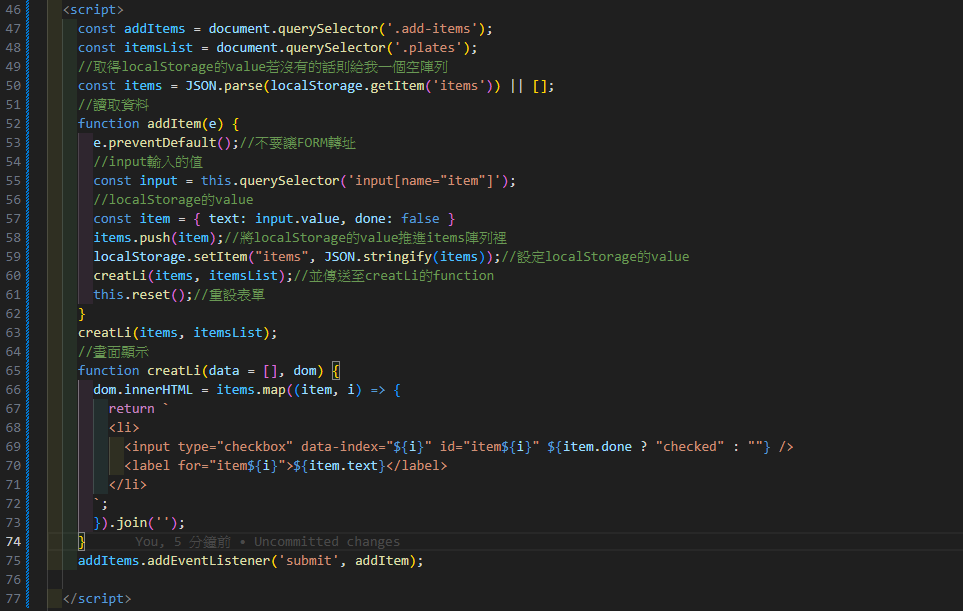 46 <script>
47 const addItems = document.querySelector('.add-items');
48 const itemsList = document.querySelector('.plates');
49 //取得localStorage的value若沒有的話則給我一個空陣列
50 const items = JSON.parse(localStorage.getItem('items')) || [];
51 //讀取資料
52 function addItem(e) {
53 e.preventDefault();//不要讓FORM轉址
54 //input輸入的值
55 const input = this.querySelector('input[name="item"]');
56 //localStorage的value
57 const item = { text: input.value, done: false }
58 items.push(item);//將localStorage的value推進items陣列裡
59 localStorage.setItem("items", JSON.stringify(items));//設定localStorage的value
60 creatLi(items, itemsList);//並傳送至creatLi的function
61 this.reset();//重設表單
62 }
63 creatLi(items, itemsList);
64 //畫面顯示
65 function creatLi(data = [], dom) {
66 dom.innerHTML = items.map((item, i) => {
67 return `
68 <li>
69 <input type="checkbox" data-index="${i}" id="item${i}" ${item.done ? "checked" : ""} />
70 <label for="item${i}">${item.text}</label>
71 </li>
72 `;
73 }).join('');
74 } You, 5 分鐘前 • Uncommitted changes
75 addItems.addEventListener('submit', addItem);
76
77 </script>